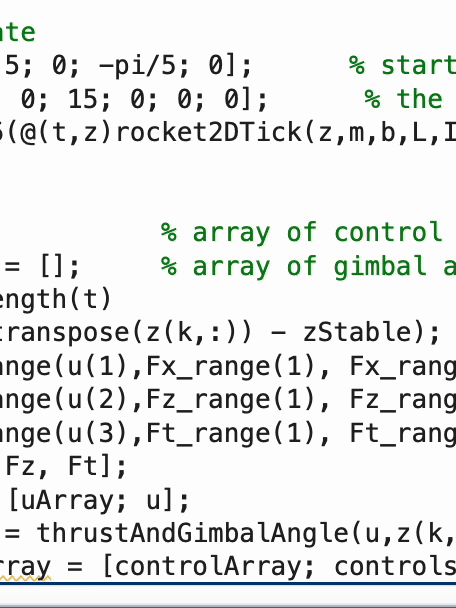 ate
5; 0; -pi/5; 0]; % start
0; 15; 0; 0; 0]; % the
(@(t,z)rocket2DTick(z,m,b,L,I
% array of control
= []; % array of gimbal a
ength(t)
transpose(z(k,:)) - zStable);
ange(u(1),Fx_range(1), Fx_rang
ange(u(2),Fz_range(1), Fz_rang
ange(u(3),Ft_range(1), Ft_rang
Fz, Ft];
[uArray; u];
= thrustAndGimbalAngle(u,z(k,
rray = [controlArray; controls